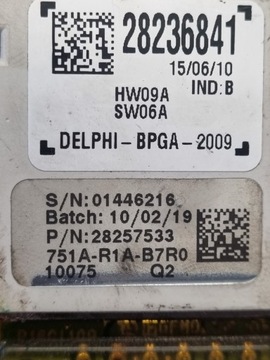 28236841
15/06/10
IND:B
HW09A
SW06A
DELPHI-BPGA-2009
S/N:01446216
Batch: 10/02/19
P/N:28257533
751A-R1A-B7R0
10075 Q2